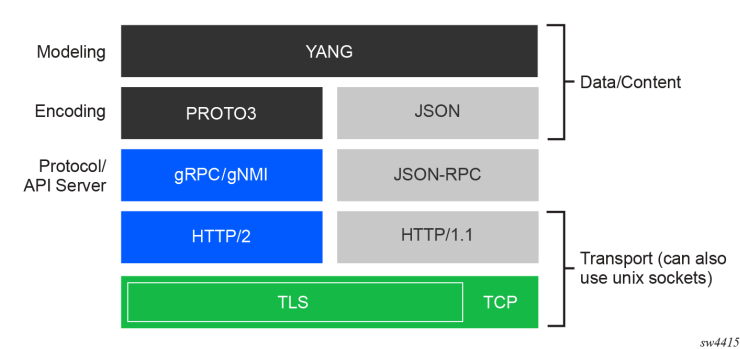 Modeling
YANG
Data/Content
Encoding
PROTO3
JSON
Protocol/
API Server
gRPC/gNMI
JSON-RPC
HTTP/2
HTTP/1.1
Transport (can also
use unix sockets)
TLS
TCP
sw4415